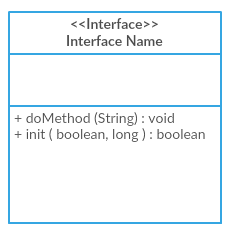 <<Interface>>
Interface Name
+ doMethod (String) : void
+ init ( boolean, long ) : boolean